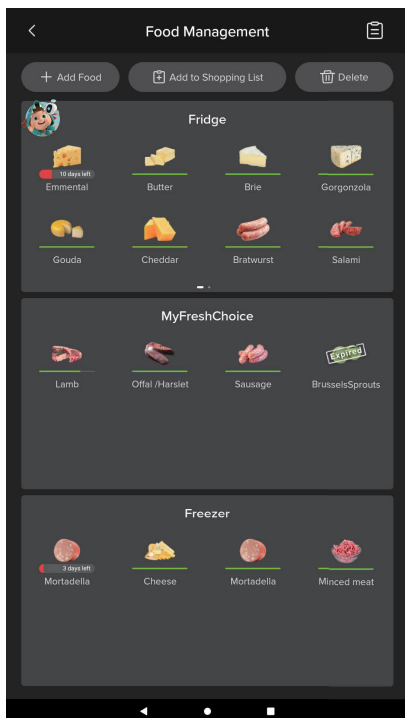 Food Management
Add Food
Add to Shopping List
Delete
Fridge
10 days left
Emmental
Butter
Brie
Gorgonzola
Gouda
Cheddar
Bratwurst
Salami
MyFreshChoice
Expired
Lamb
Offal /Harslet
Sausage
BrusselsSprouts
Freezer
3 days left
Mortadella
Cheese
Mortadella
Minced meat